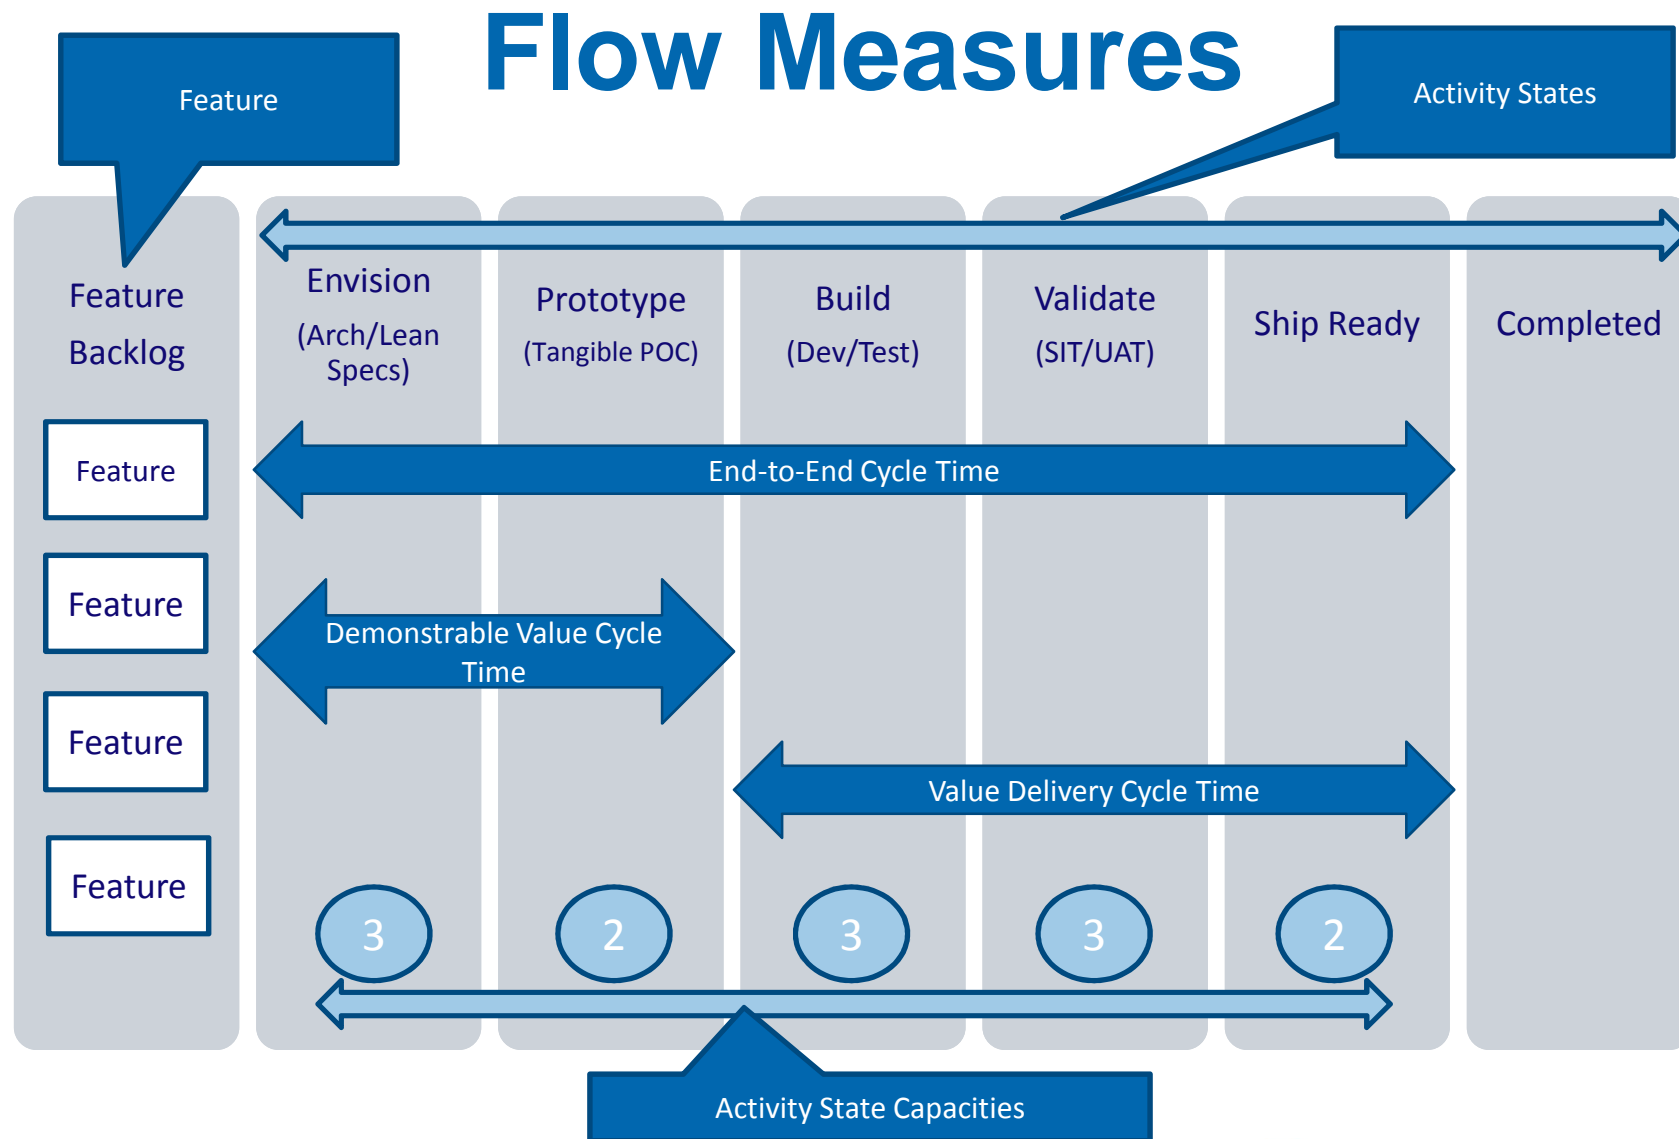 Flow Measures
Feature
Activity States
Feature
Backlog
Envision
(Arch/Lean
Specs)
Prototype
(Tangible POC)
Build
(Dev/Test)
Validate
(SIT/UAT)
Ship Ready
Completed
Feature
End-to-End Cycle Time
Feature
Demonstrable Value Cycle
Time
Feature
Value Delivery Cycle Time
Feature
3
2
3
3
2
Activity State Capacities